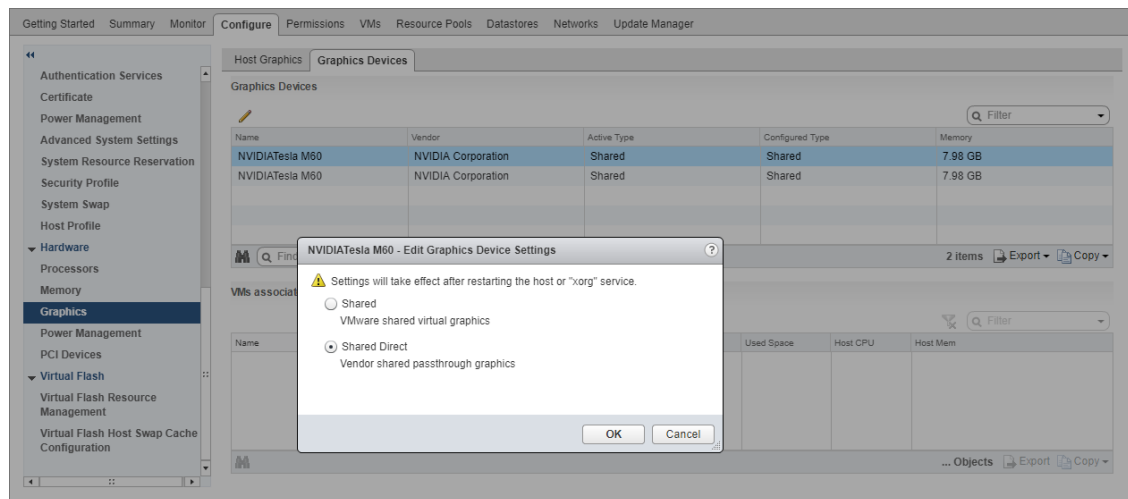 Getting Started Summary Monitor Configure Permissions VMs Resource Pools Datastores Networks Update Manager
Host Graphics Graphics Devices
Authentication Services
Certificate
Power Management
Advanced System Settings
System Resource Reservation
Security Profile
System Swap
Host Profile
Hardware
Processors
Memory
Graphics
Power Management
PCI Devices
Virtual Flash
Virtual Flash Resource
Management
Virtual Flash Host Swap Cache
Configuration
Graphics Devices
Filter
Name Vendor Active Type Configured Type Memory
NVIDIATesla M60 NVIDIA Corporation Shared Shared 7.98 GB
NVIDIATesla M60 NVIDIA Corporation Shared Shared 7.98 GB
2 items Export Copy
NVIDIATesla M60 - Edit Graphics Device Settings ?
Settings will take effect after restarting the host or "xorg" service.
Shared
VMware shared virtual graphics
Shared Direct
Vendor shared passthrough graphics
OK Cancel
VMs
Filter
Name Used Space Host CPU Host Mem
... Objects Export Copy